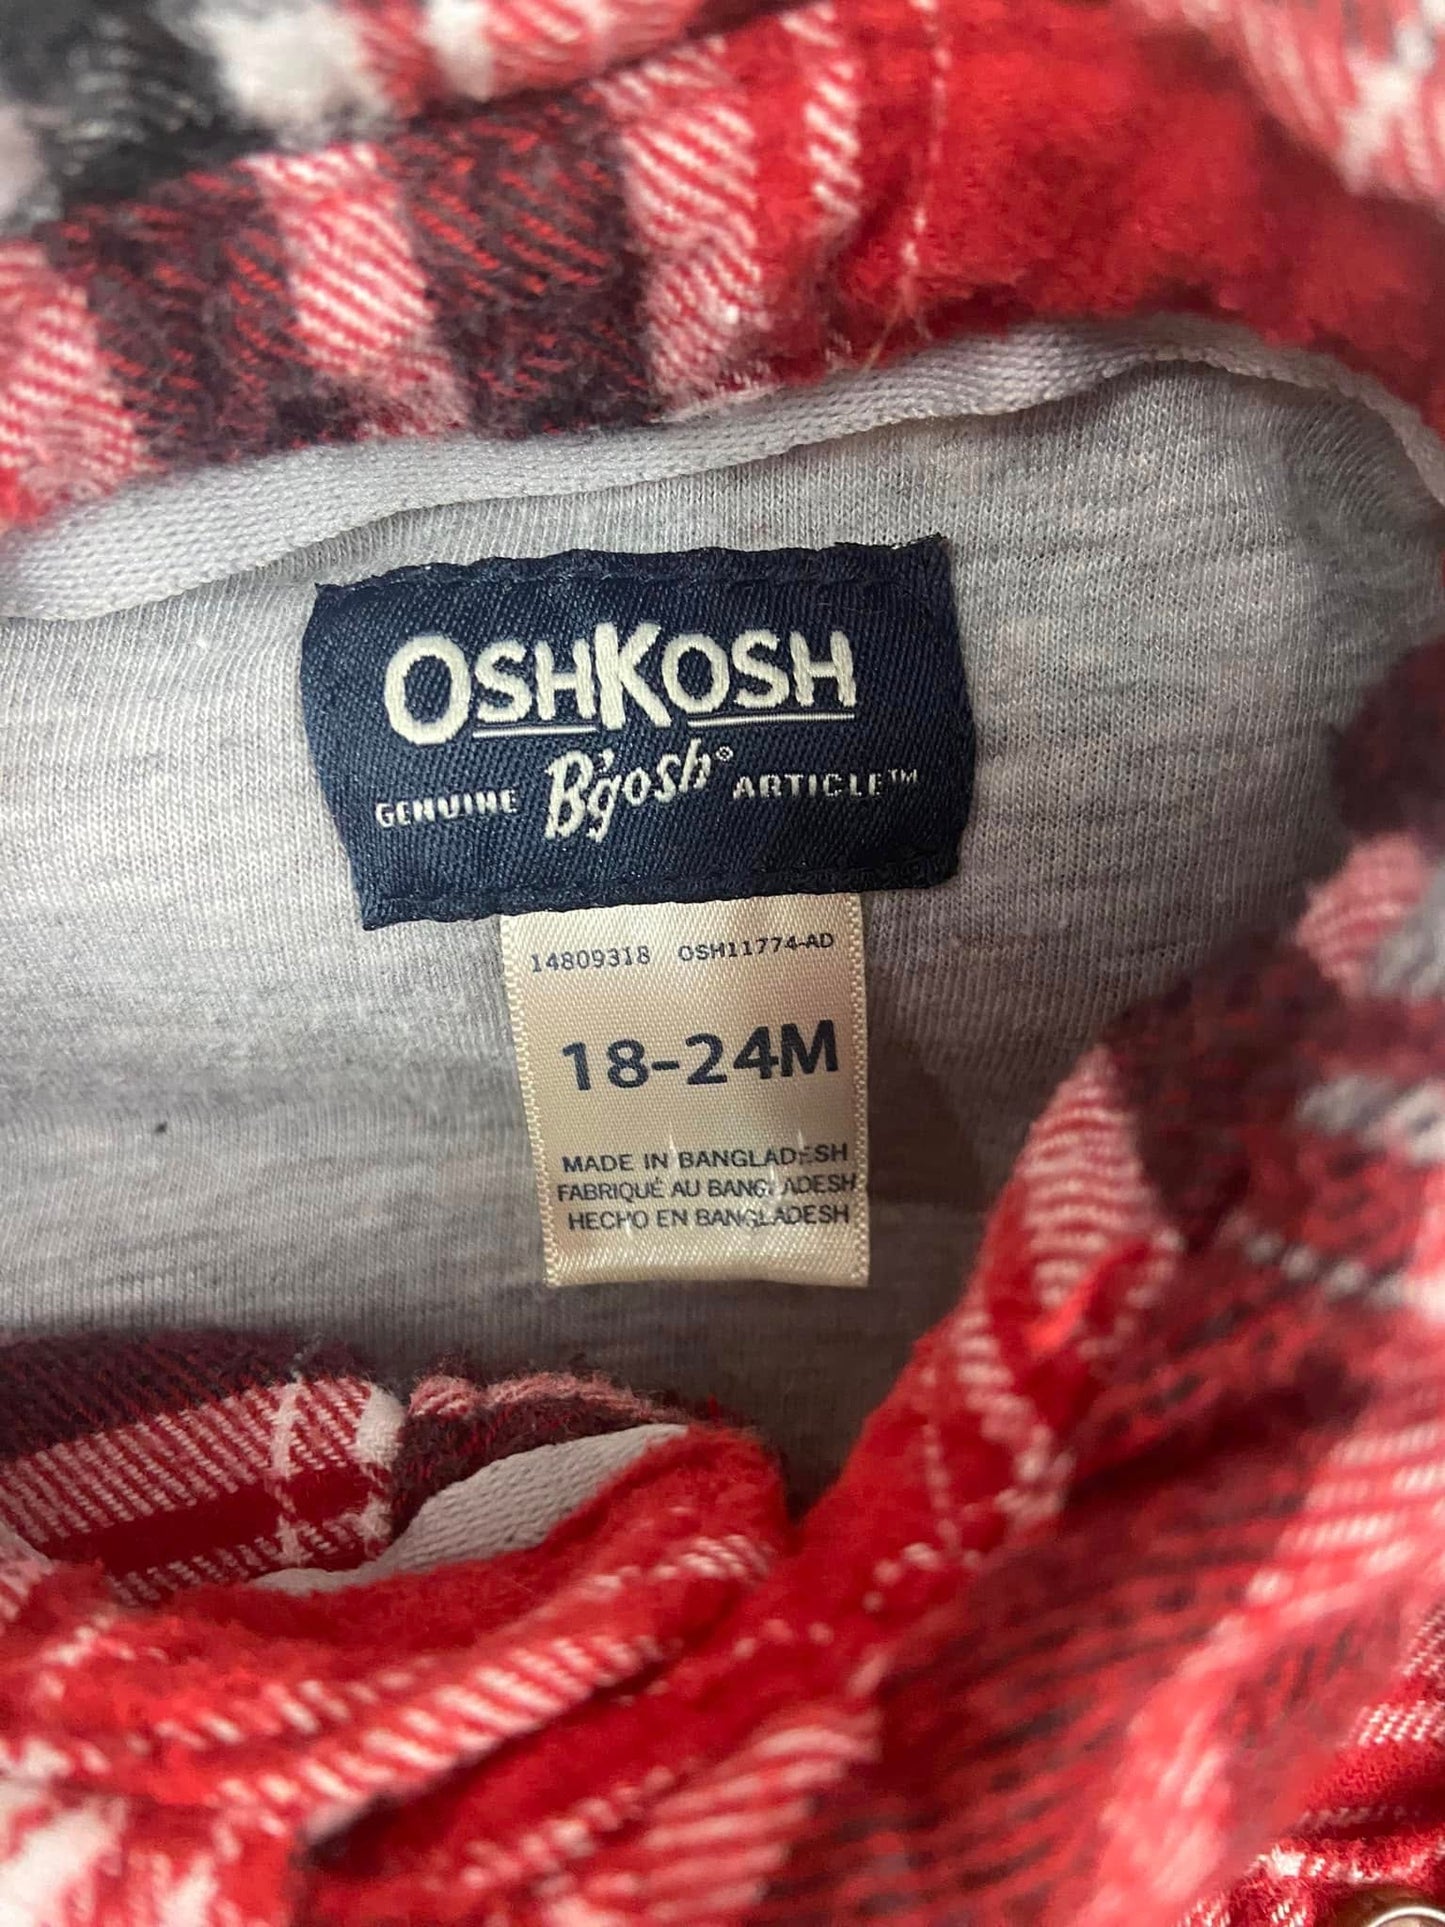 OSHKOSH
GENUINE B'gosh® ARTICLE™
14809318 OSH11774-AD
18-24M
MADE IN BANGLADESH
FABRIQUÉ AU BANGLADESH
HECHO EN BANGLADESH